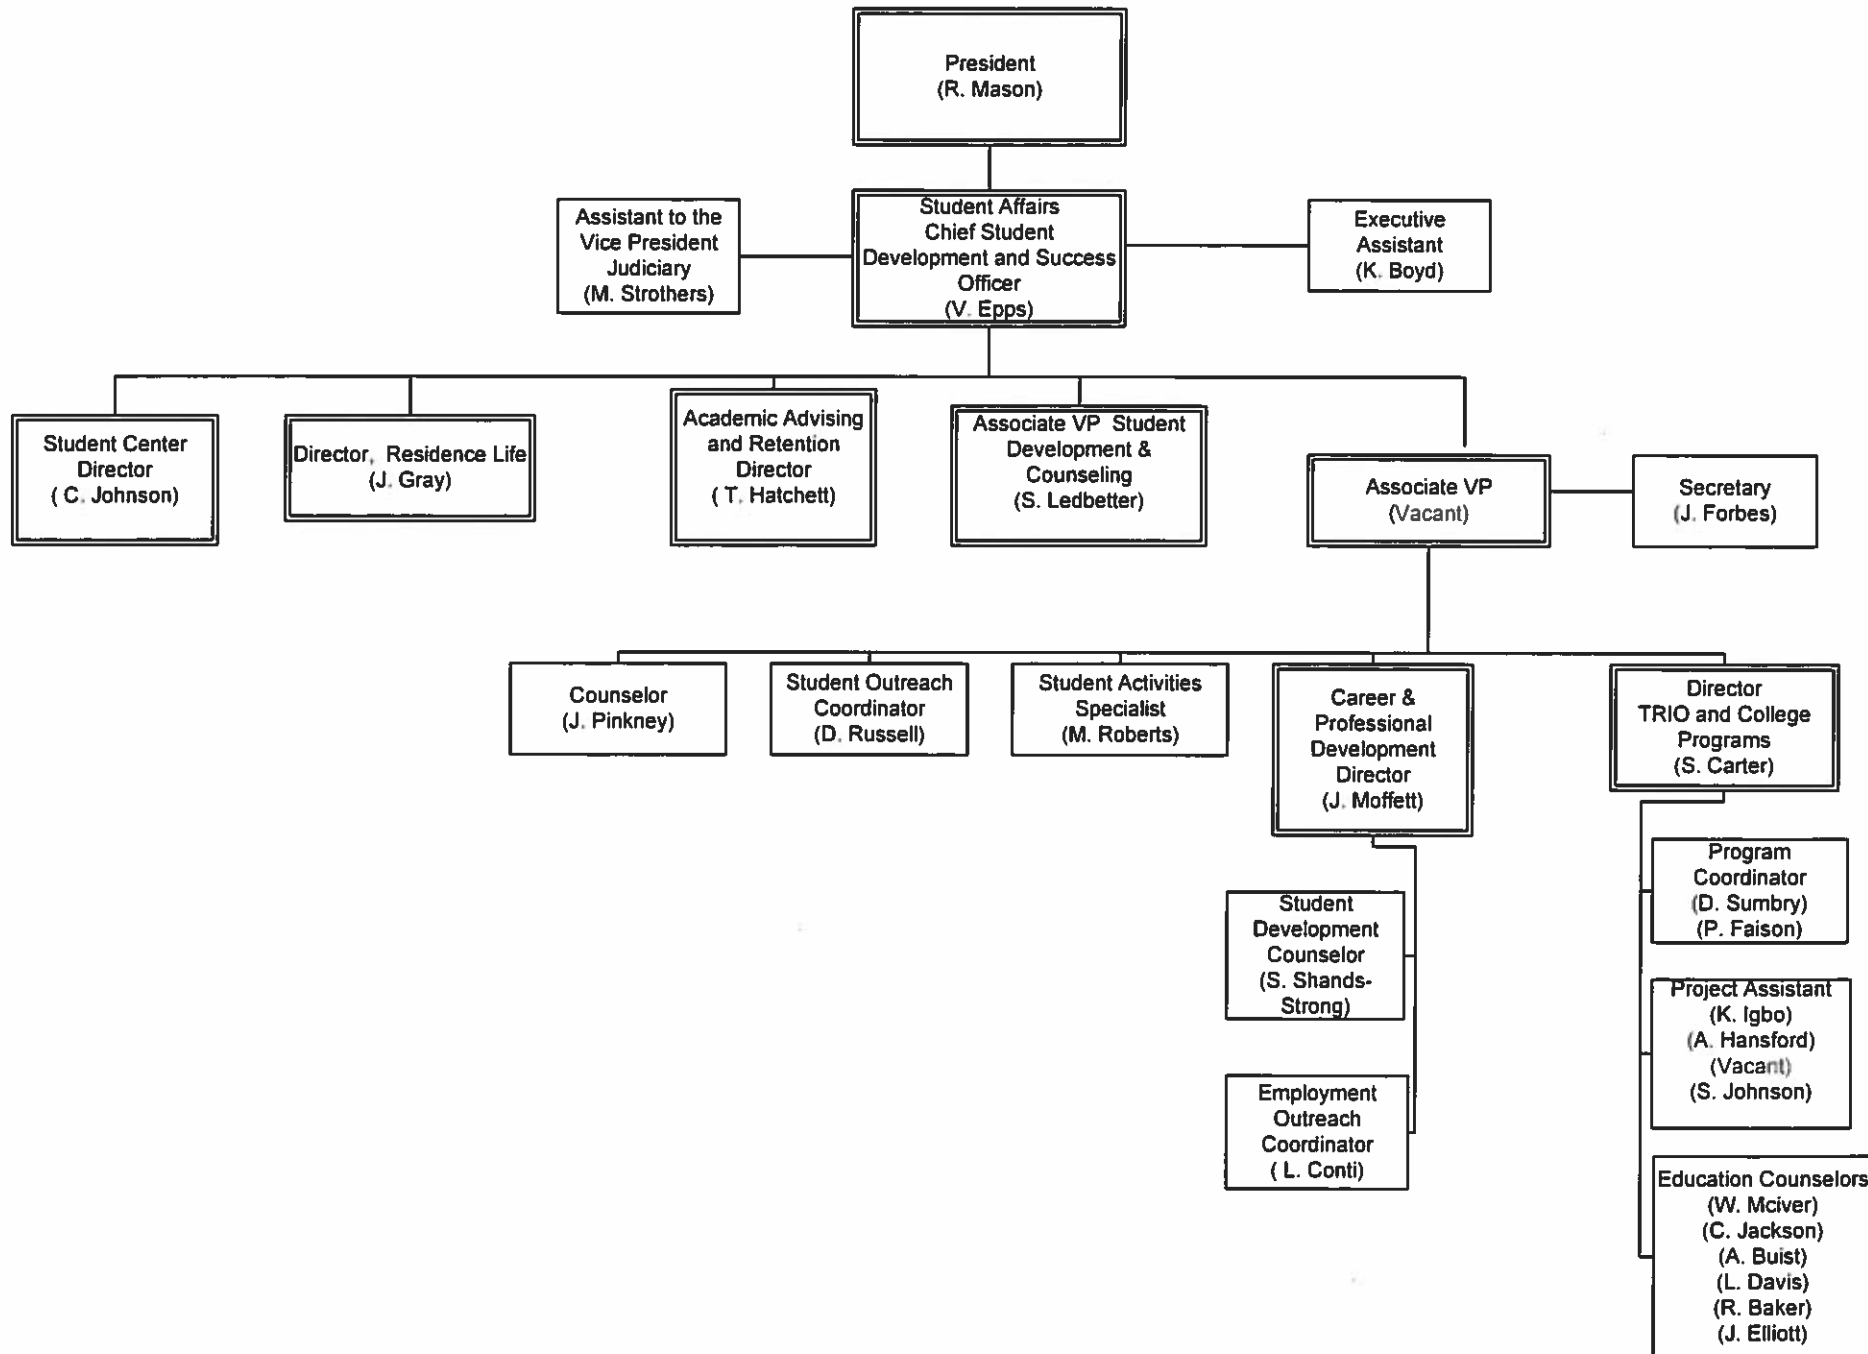 President
(R. Mason)
Assistant to the
Vice President
Judiciary
(M. Strothers)
Student Affairs
Chief Student
Development and Success
Officer
(V. Epps)
Executive
Assistant
(K. Boyd)
Student Center
Director
( C. Johnson)
Director, Residence Life
(J. Gray)
Academic Advising
and Retention
Director
( T. Hatchett)
Associate VP Student
Development &
Counseling
(S. Ledbetter)
Associate VP
(Vacant)
Secretary
(J. Forbes)
Counselor
(J. Pinkney)
Student Outreach
Coordinator
(D. Russell)
Student Activities
Specialist
(M. Roberts)
Career &
Professional
Development
Director
(J. Moffett)
Director
TRIO and College
Programs
(S. Carter)
Student
Development
Counselor
(S. Shands-
Strong)
Employment
Outreach
Coordinator
( L. Conti)
Program
Coordinator
(D. Sumbry)
(P. Faison)
Project Assistant
(K. Igbo)
(A. Hansford)
(Vacant)
(S. Johnson)
Education Counselors
(W. Mciver)
(C. Jackson)
(A. Buist)
(L. Davis)
(R. Baker)
(J. Elliott)